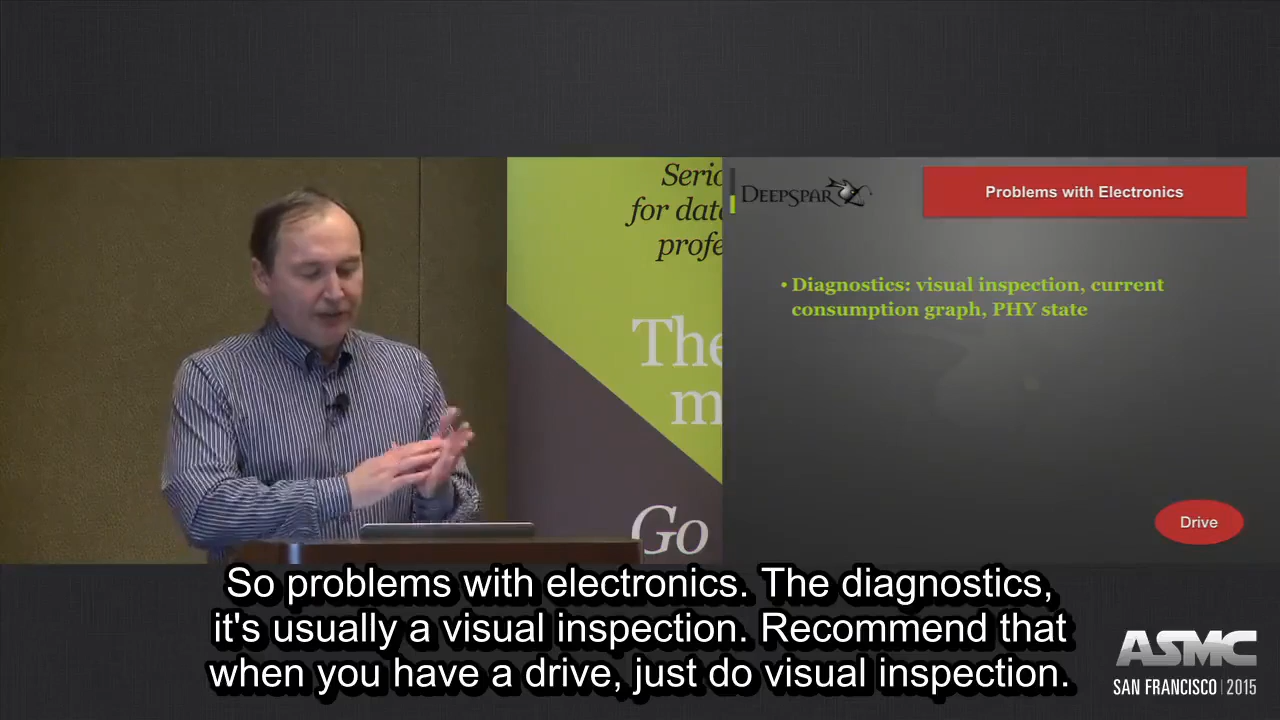 Serio
for data
profe
The
m
Go
DEEPSPAR
Problems with Electronics
• Diagnostics: visual inspection, current
consumption graph, PHY state
Drive
So problems with electronics. The diagnostics,
it's usually a visual inspection. Recommend that
when you have a drive, just do visual inspection.
ASMC
SAN FRANCISCO | 2015